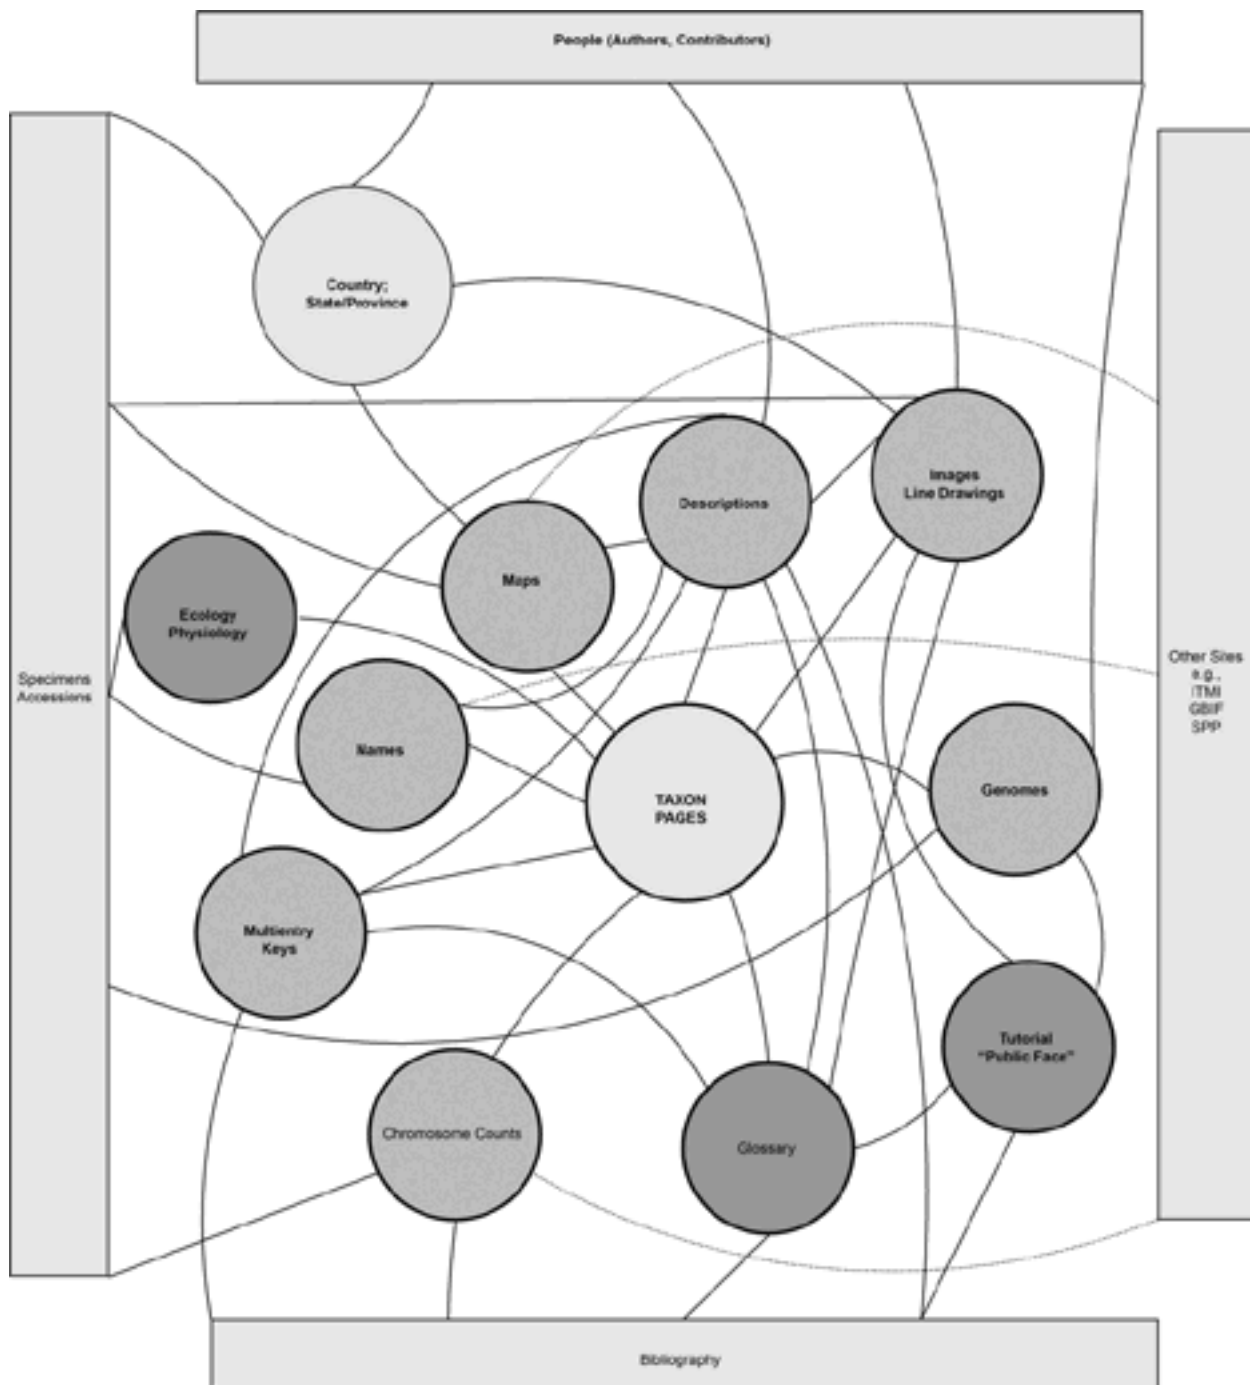 People (Authors, Contributors)
Country;
State/Province
Images
Line Drawings
Descriptions
Maps
Ecology
Physiology
Specimens
Accessions
Other Sites
e.g.,
ITMI
GBIF
SPP
Names
TAXON
PAGES
Genomes
Multientry
Keys
Tutorial
"Public Face"
Chromosome Counts
Glossary
Bibliography